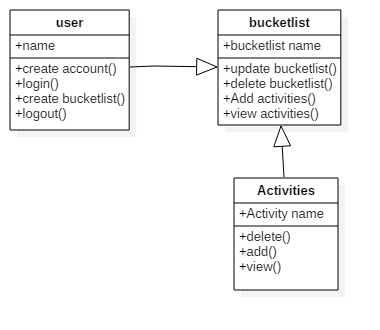 user
+name
+create account()
+login()
+create bucketlist()
+logout()
bucketlist
+bucketlist name
+update bucketlist()
+delete bucketlist()
+Add activities()
+view activities()
Activities
+Activity name
+delete()
+add()
+view()